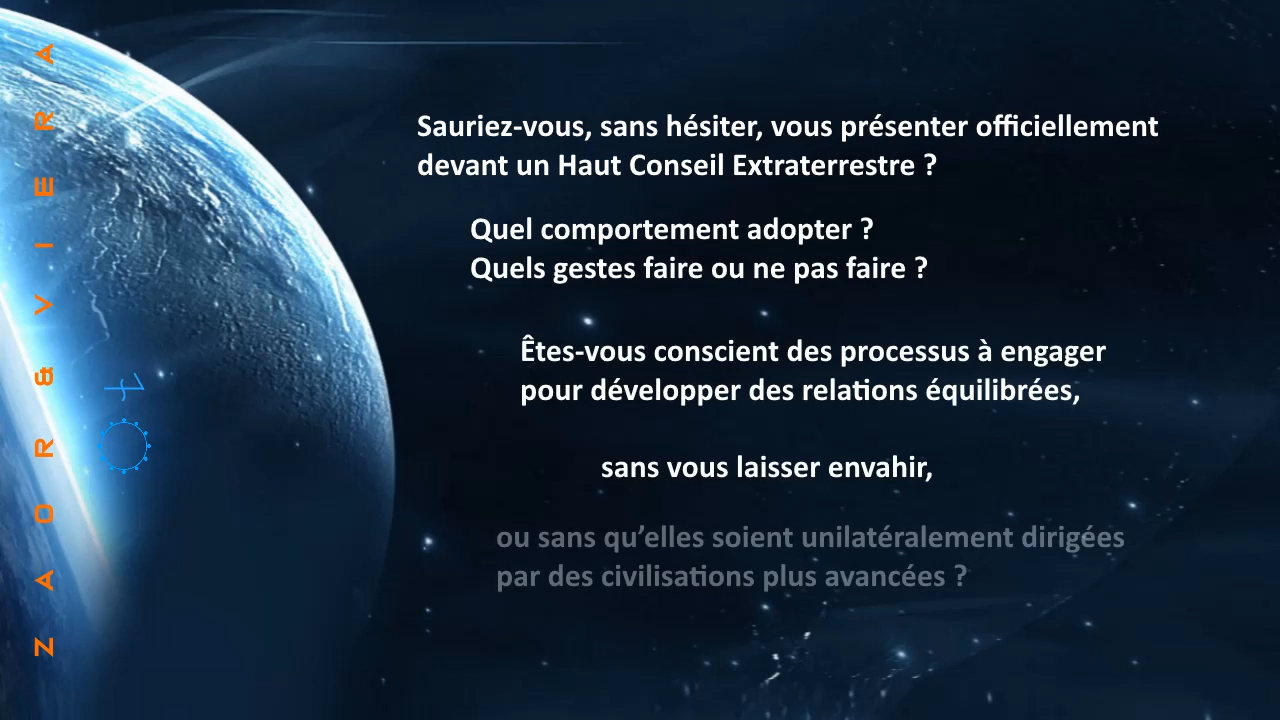 ZAOR & VIERA
Sauriez-vous, sans hésiter, vous présenter officiellement
devant un Haut Conseil Extraterrestre ?
Quel comportement adopter ?
Quels gestes faire ou ne pas faire ?
Êtes-vous conscient des processus à engager
pour développer des relations équilibrées,
sans vous laisser envahir,
ou sans qu’elles soient unilatéralement dirigées
par des civilisations plus avancées ?